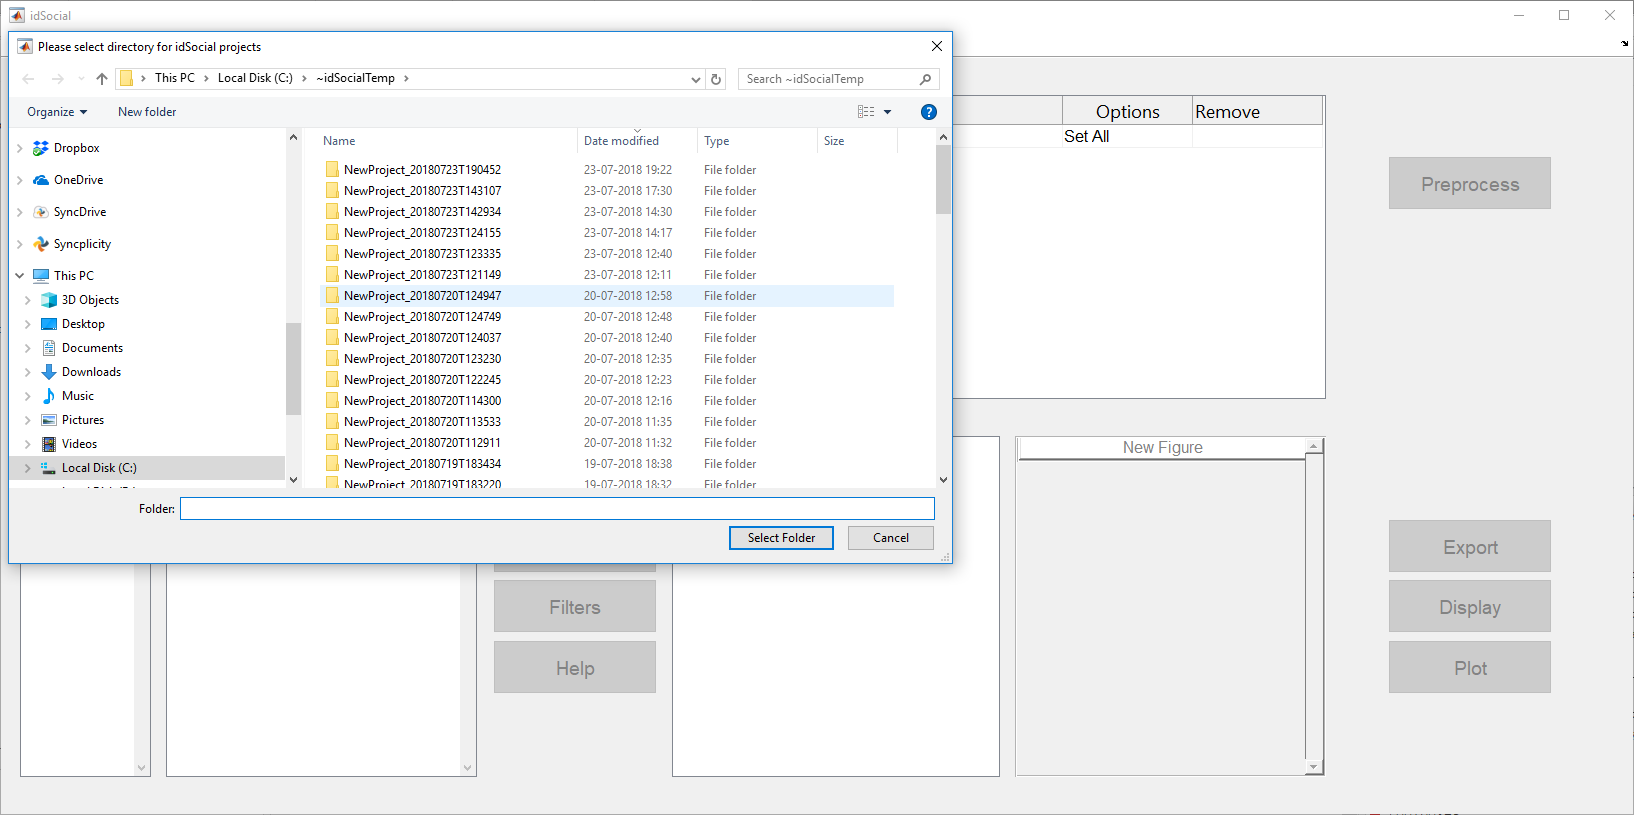 idSocial
Please select directory for idSocial projects
This PC > Local Disk (C:) > ~idSocialTemp >
Search ~idSocialTemp
Organize
New folder
Options
Remove
Set All
Dropbox
OneDrive
SyncDrive
Syncplicity
This PC
3D Objects
Desktop
Documents
Downloads
Music
Pictures
Videos
Local Disk (C:)
Name Date modified Type Size
NewProject_20180723T190452 23-07-2018 19:22 File folder
NewProject_20180723T143107 23-07-2018 17:30 File folder
NewProject_20180723T142934 23-07-2018 14:30 File folder
NewProject_20180723T124155 23-07-2018 14:17 File folder
NewProject_20180723T123335 23-07-2018 12:40 File folder
NewProject_20180723T121149 23-07-2018 12:11 File folder
NewProject_20180720T124947 20-07-2018 12:58 File folder
NewProject_20180720T124749 20-07-2018 12:48 File folder
NewProject_20180720T124037 20-07-2018 12:40 File folder
NewProject_20180720T123230 20-07-2018 12:35 File folder
NewProject_20180720T122245 20-07-2018 12:23 File folder
NewProject_20180720T114300 20-07-2018 12:16 File folder
NewProject_20180720T113533 20-07-2018 11:35 File folder
NewProject_20180720T112911 20-07-2018 11:32 File folder
NewProject_20180719T183434 19-07-2018 18:38 File folder
NewProject_20180719T183220 19-07-2018 18:32 File folder
Folder:
Select Folder
Cancel
Preprocess
New Figure
Filters
Help
Export
Display
Plot